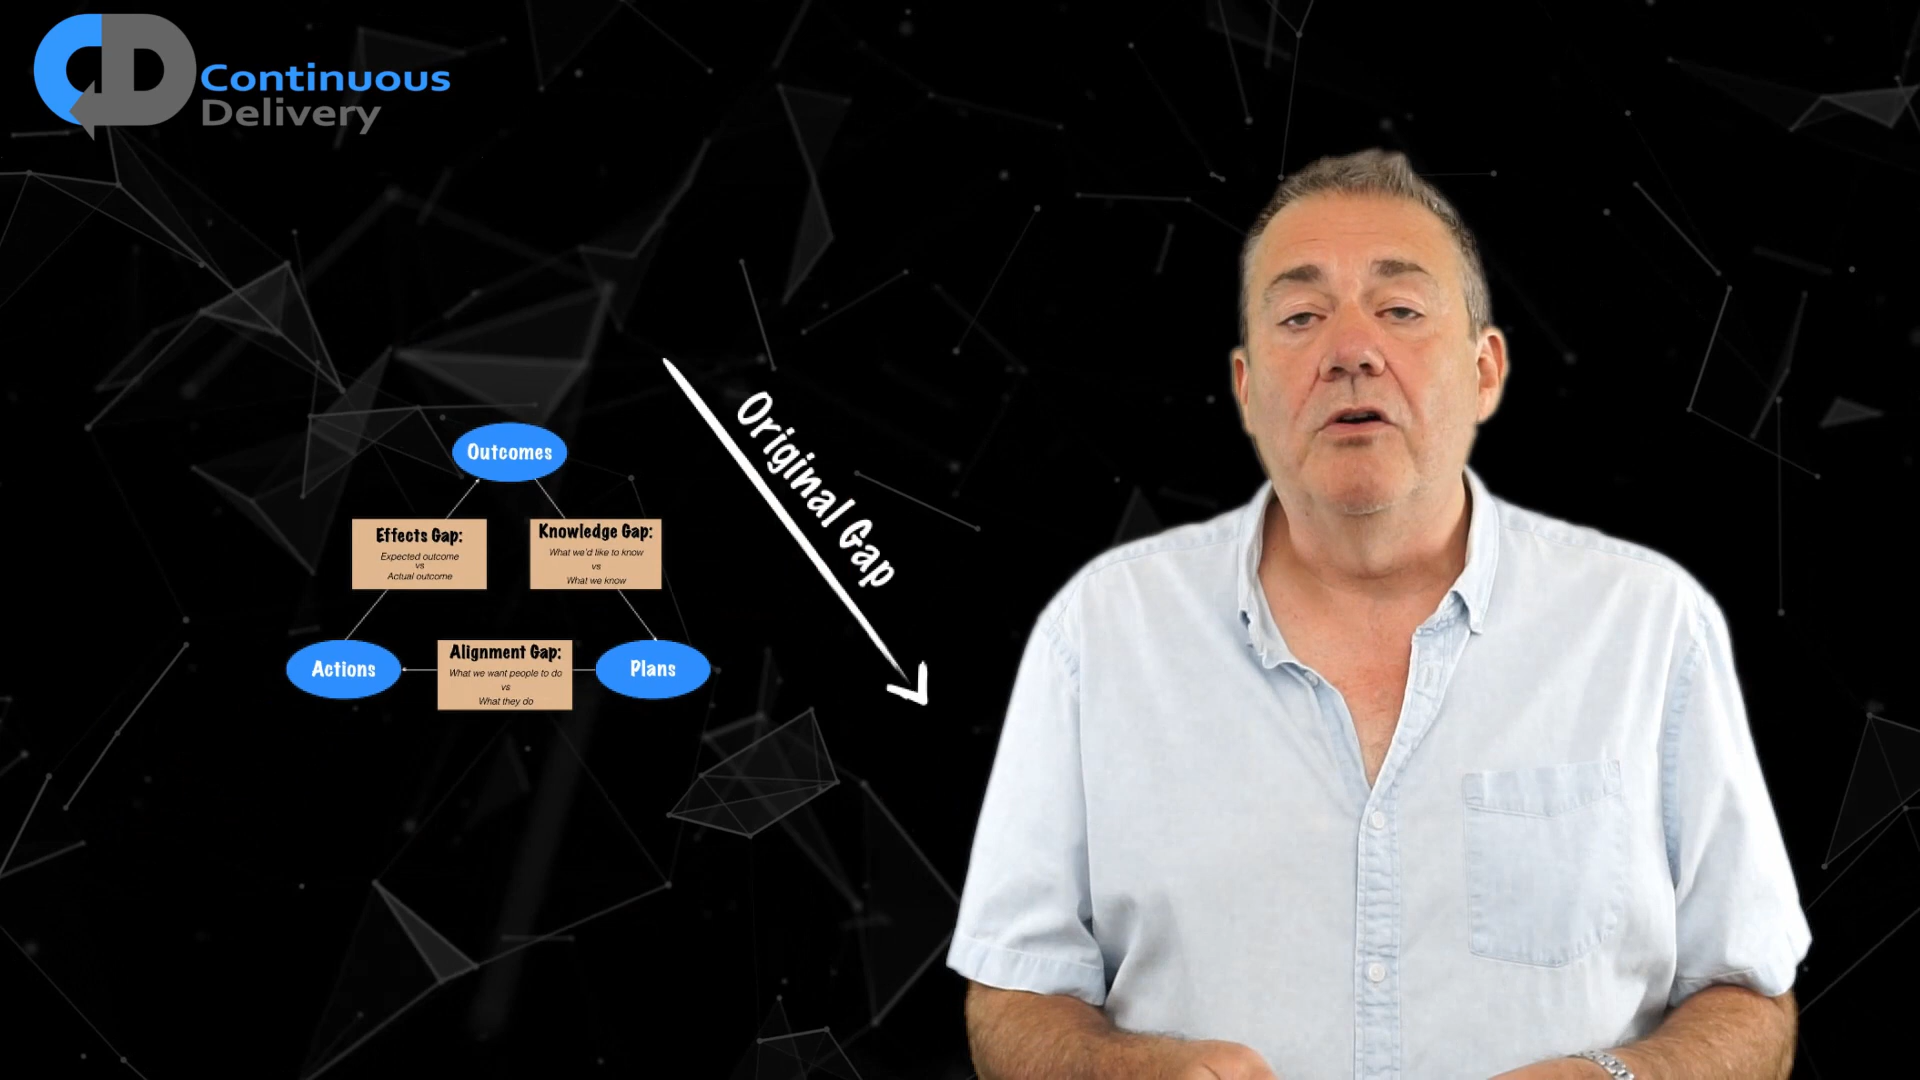 Continuous
Delivery
Original Gap
Outcomes
Effects Gap:
Expected outcome
vs
Actual outcome
Knowledge Gap:
What we'd like to know
vs
What we know
Actions
Alignment Gap:
What we want people to do
vs
What they do
Plans